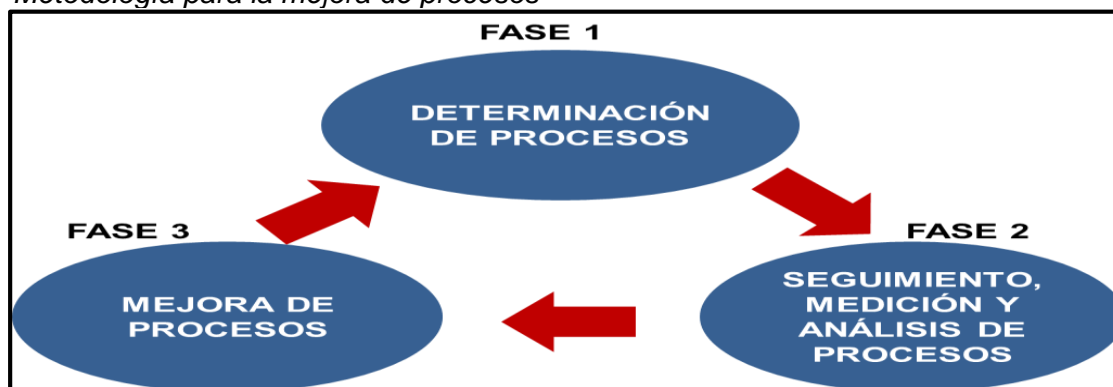 Metodología para la mejora de procesos
FASE 1
DETERMINACIÓN
DE PROCESOS
FASE 3
FASE 2
MEJORA DE
PROCESOS
SEGUIMIENTO,
MEDICIÓN Y
ANÁLISIS DE
PROCESOS